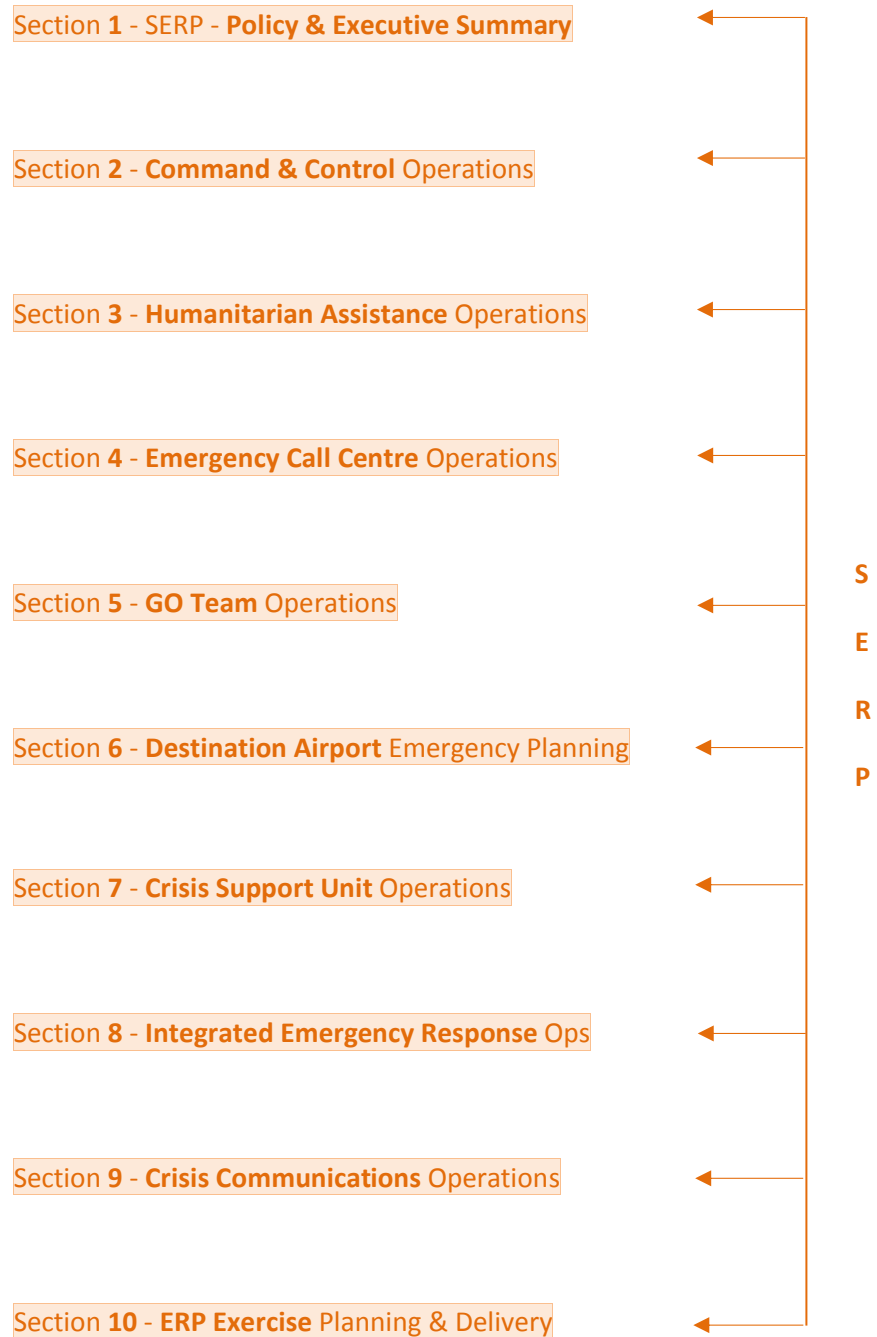 Section 1 - SERP - Policy & Executive Summary
Section 2 - Command & Control Operations
Section 3 - Humanitarian Assistance Operations
Section 4 - Emergency Call Centre Operations
Section 5 - GO Team Operations
Section 6 - Destination Airport Emergency Planning
Section 7 - Crisis Support Unit Operations
Section 8 - Integrated Emergency Response Ops
Section 9 - Crisis Communications Operations
Section 10 - ERP Exercise Planning & Delivery
S
E
R
P